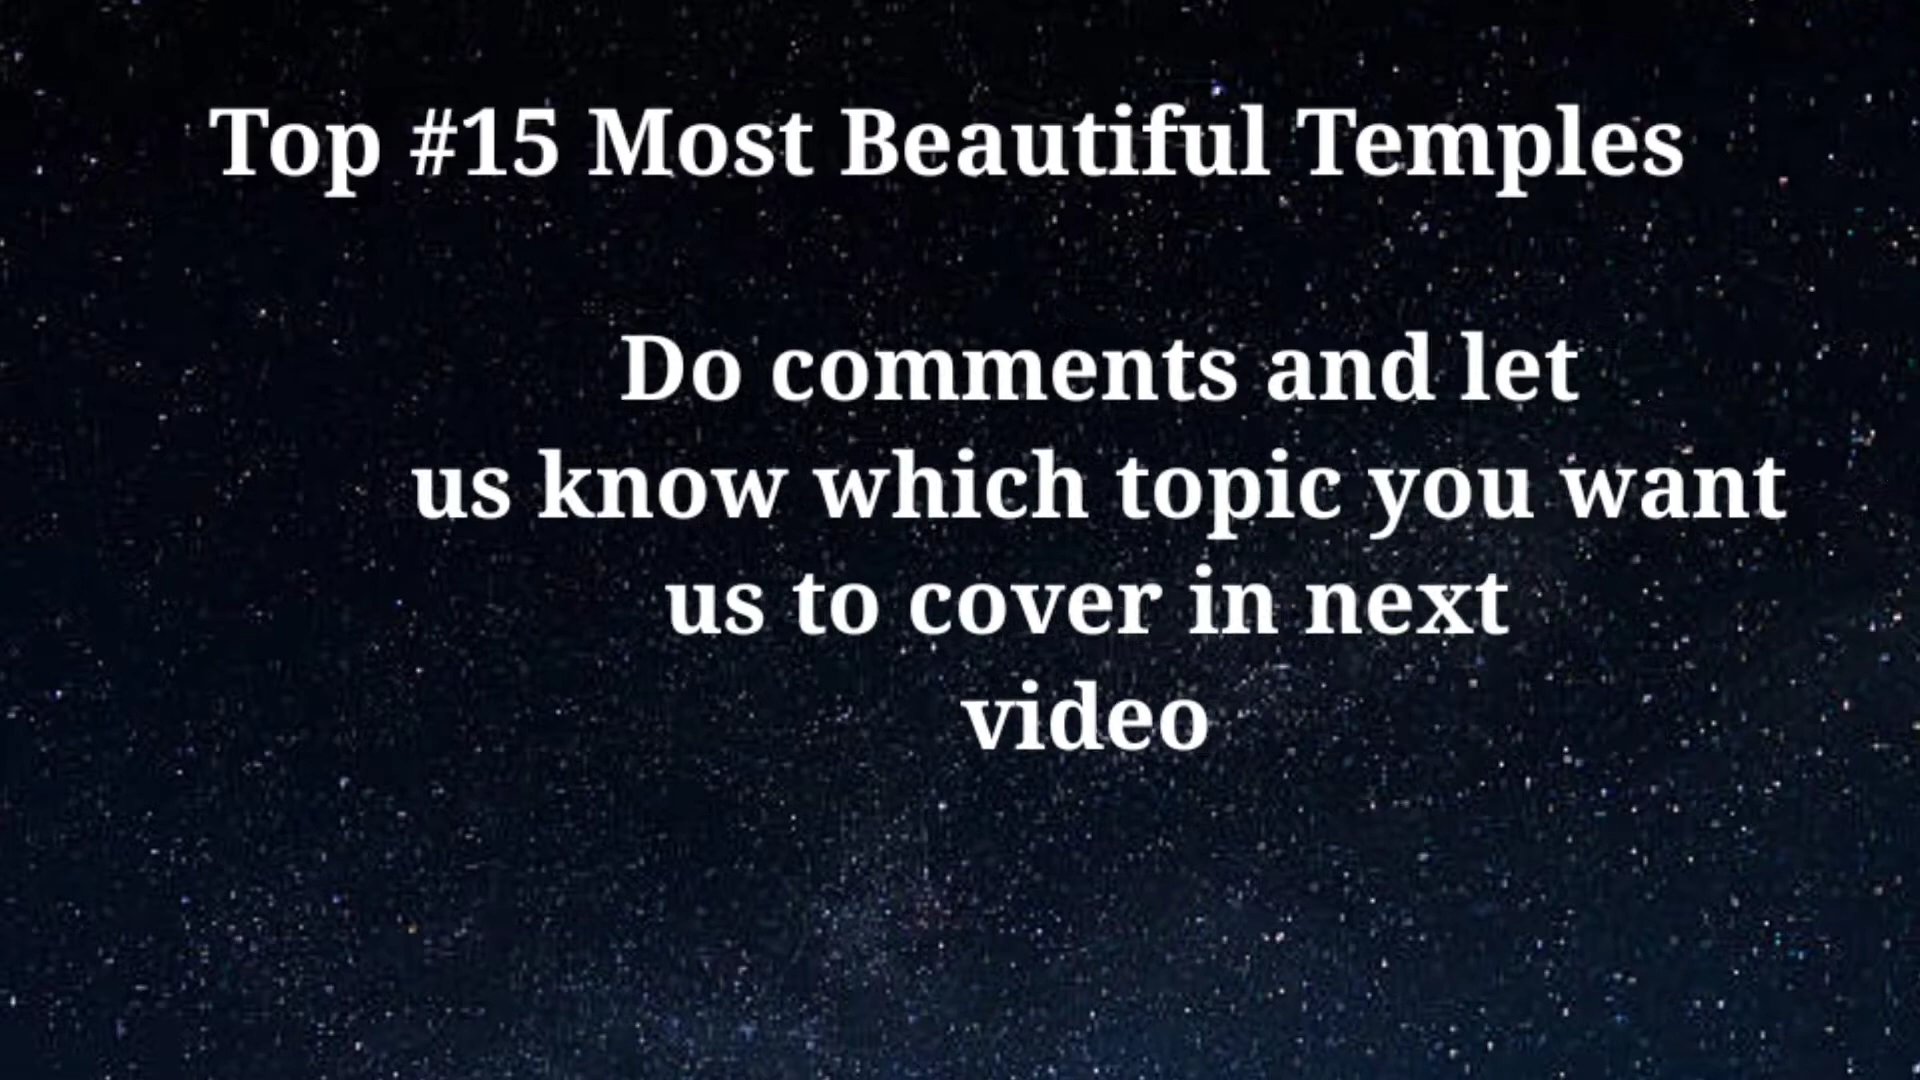 Top #15 Most Beautiful Temples
Do comments and let
us know which topic you want
us to cover in next
video